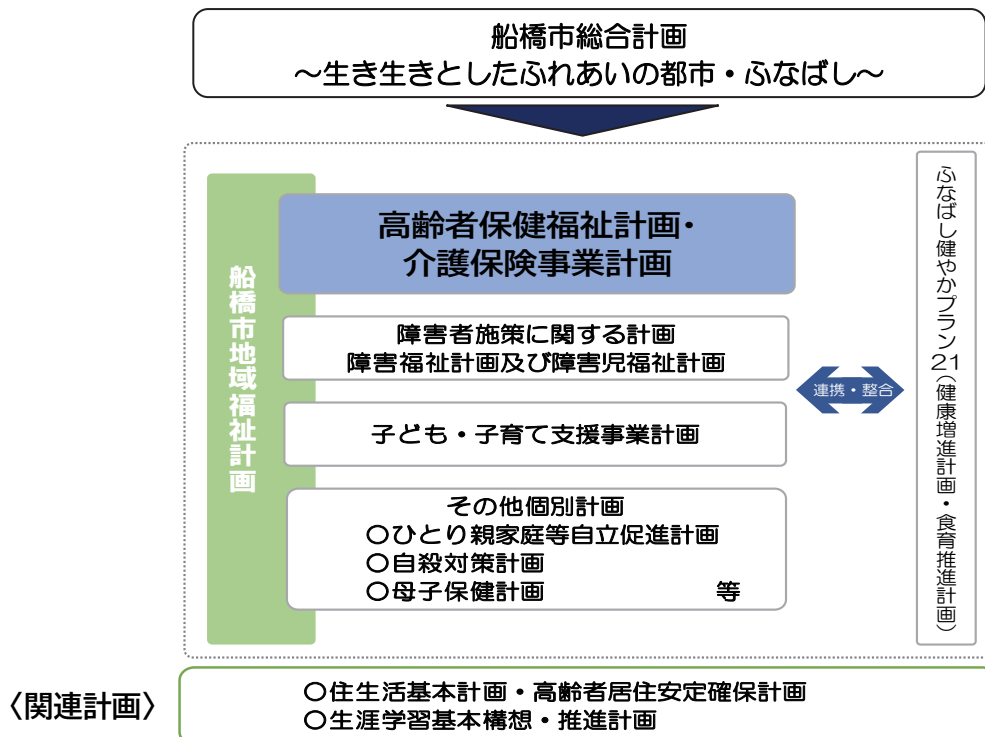 船橋市総合計画
～生き生きとしたふれあいの都市・ふなばし～
船橋市地域福祉計画
高齢者保健福祉計画・
介護保険事業計画
障害者施策に関する計画
障害福祉計画及び障害児福祉計画
子ども・子育て支援事業計画
その他個別計画
○ひとり親家庭等自立促進計画
○自殺対策計画
○母子保健計画 等
連携・整合
ふなばし健やかプラン21（健康増進計画・食育推進計画）
〈関連計画〉
○住生活基本計画・高齢者居住安定確保計画
○生涯学習基本構想・推進計画